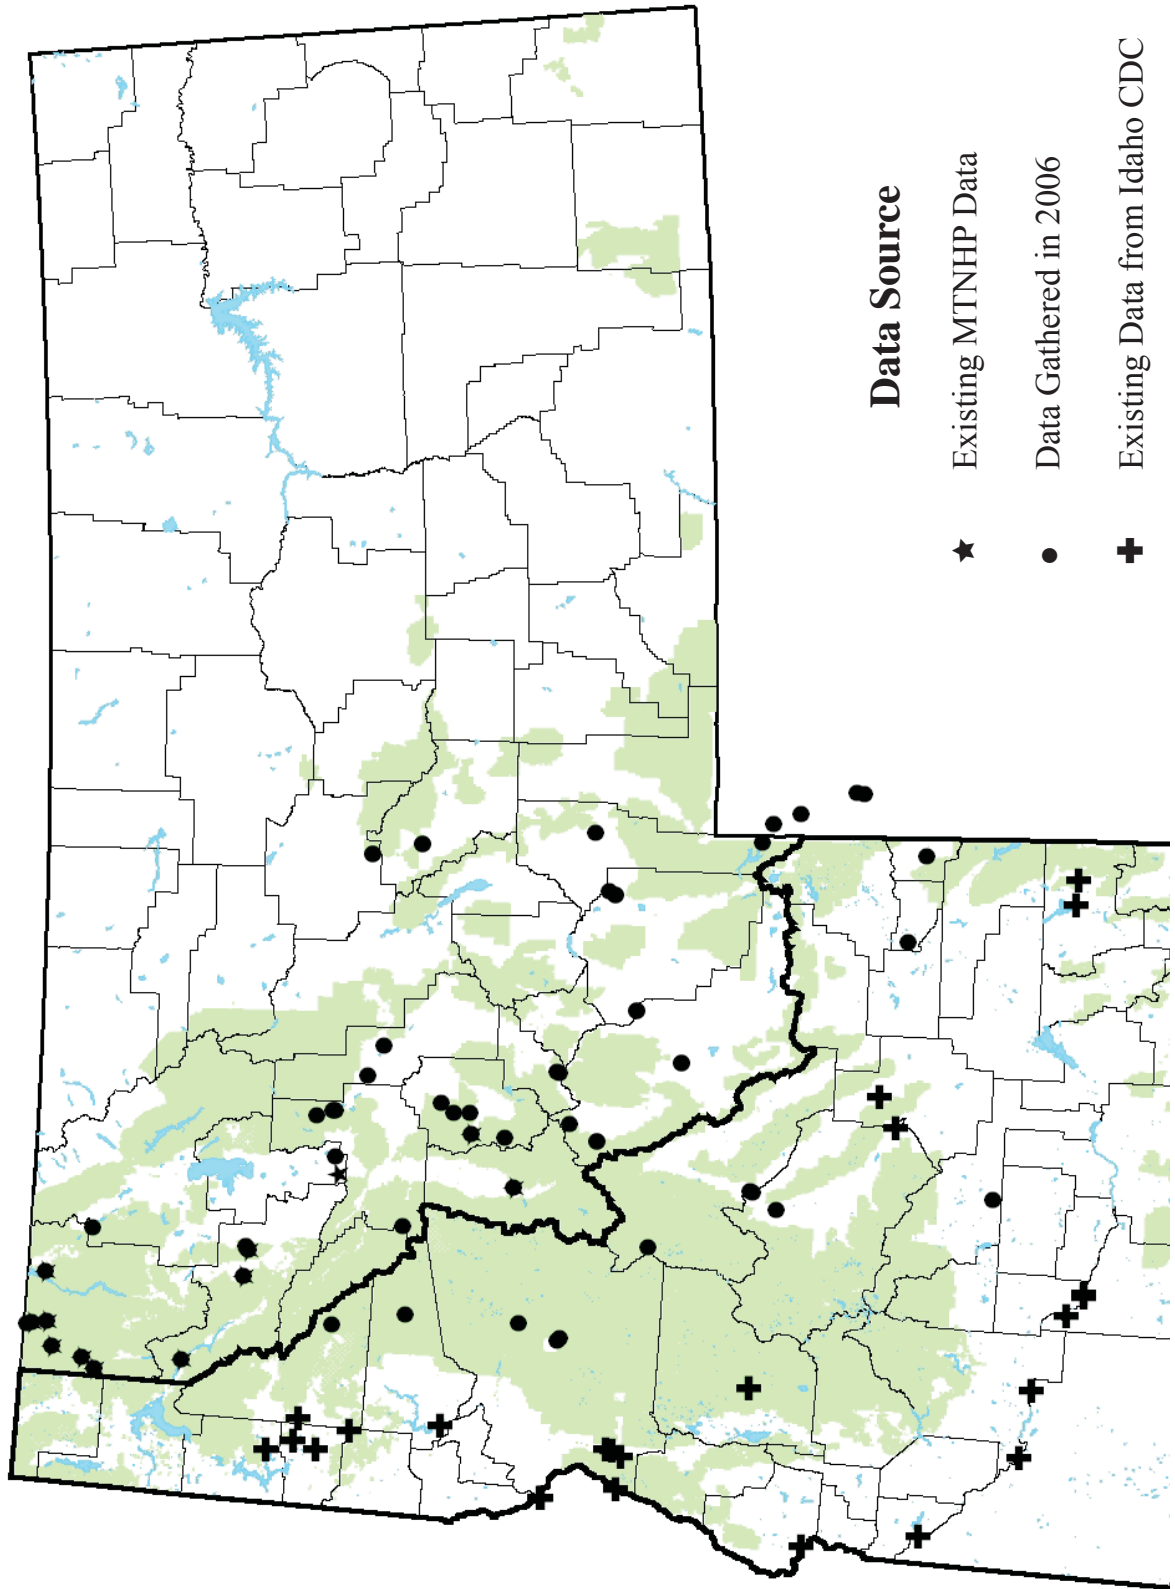 Data Source
Existing MTNHP Data
Data Gathered in 2006
Existing Data from Idaho CDC